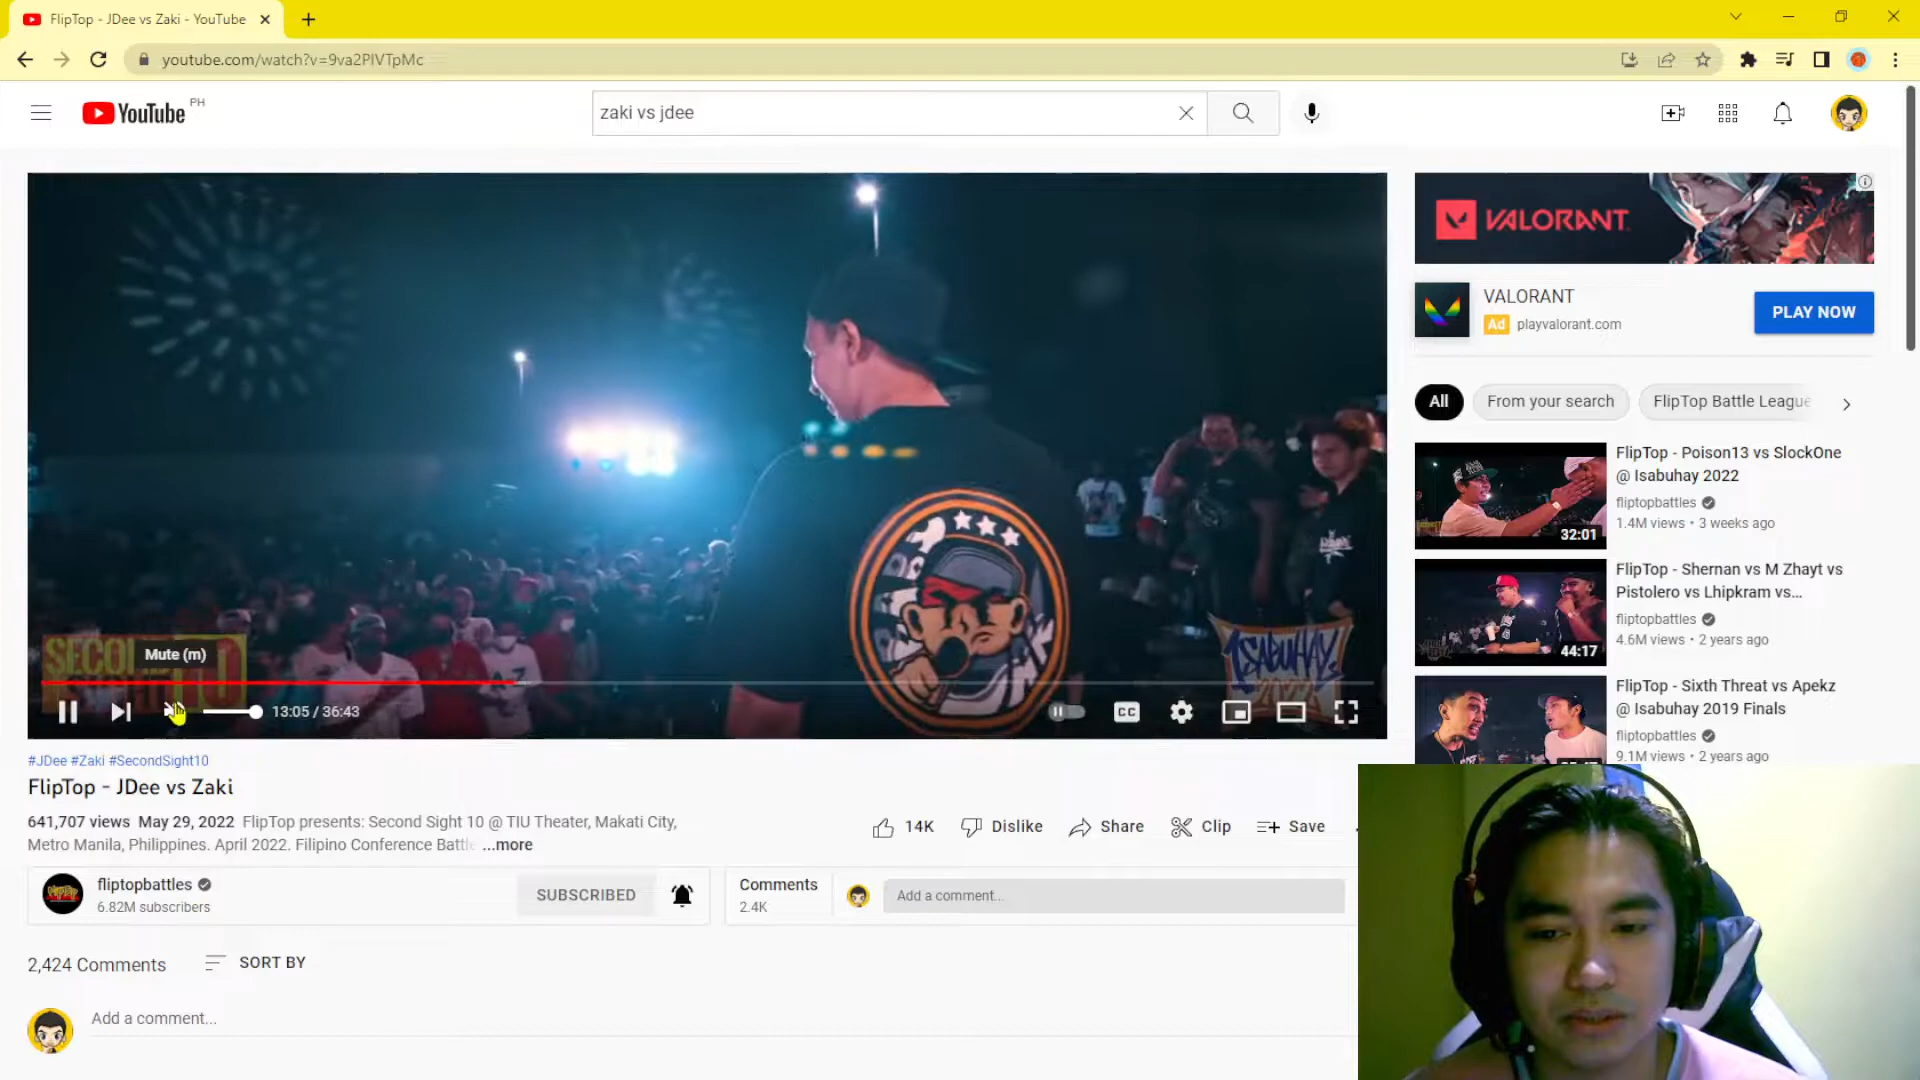 FlipTop - JDee vs Zaki - YouTube
youtube.com/watch?v=9va2PIVTpMc
YouTube PH
zaki vs jdee
VALORANT
VALORANT
Ad playvalorant.com
PLAY NOW
All
From your search
FlipTop Battle League
FlipTop - Poison13 vs SlockOne
@ Isabuhay 2022
fliptopbattles
1.4M views • 3 weeks ago
32:01
FlipTop - Shernan vs M Zhayt vs
Pistolero vs Lhipkram vs...
fliptopbattles
4.6M views • 2 years ago
44:17
FlipTop - Sixth Threat vs Apekz
@ Isabuhay 2019 Finals
fliptopbattles
9.1M views • 2 years ago
ISABUHAY
Mute (m)
13:05 / 36:43
CC
#JDee #Zaki #SecondSight10
FlipTop - JDee vs Zaki
641,707 views May 29, 2022 FlipTop presents: Second Sight 10 @ TIU Theater, Makati City,
Metro Manila, Philippines. April 2022. Filipino Conference Battle ...more
14K
Dislike
Share
Clip
Save
fliptopbattles
6.82M subscribers
SUBSCRIBED
Comments
2.4K
Add a comment...
2,424 Comments
SORT BY
Add a comment...